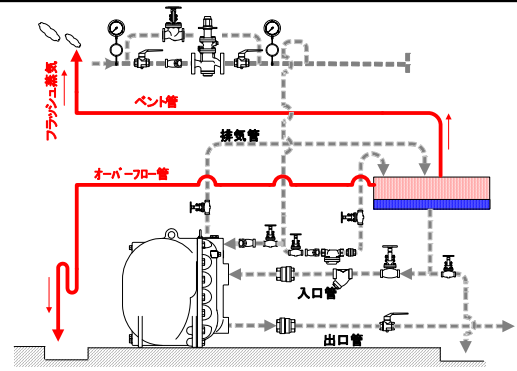 フラッシュ蒸気
ベント管
排気管
オーバーフロー管
入口管
出口管